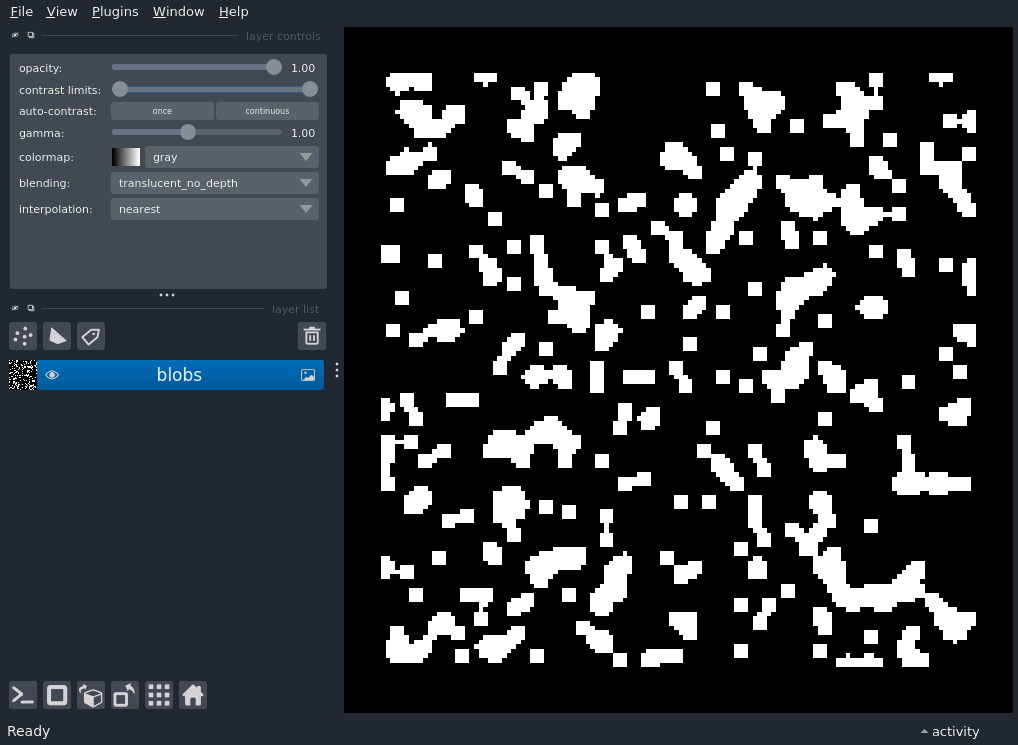 File View Plugins Window Help
layer controls
opacity: 1.00
contrast limits:
auto-contrast: once continuous
gamma: 1.00
colormap: gray
blending: translucent_no_depth
interpolation: nearest
layer list
blobs
Ready activity